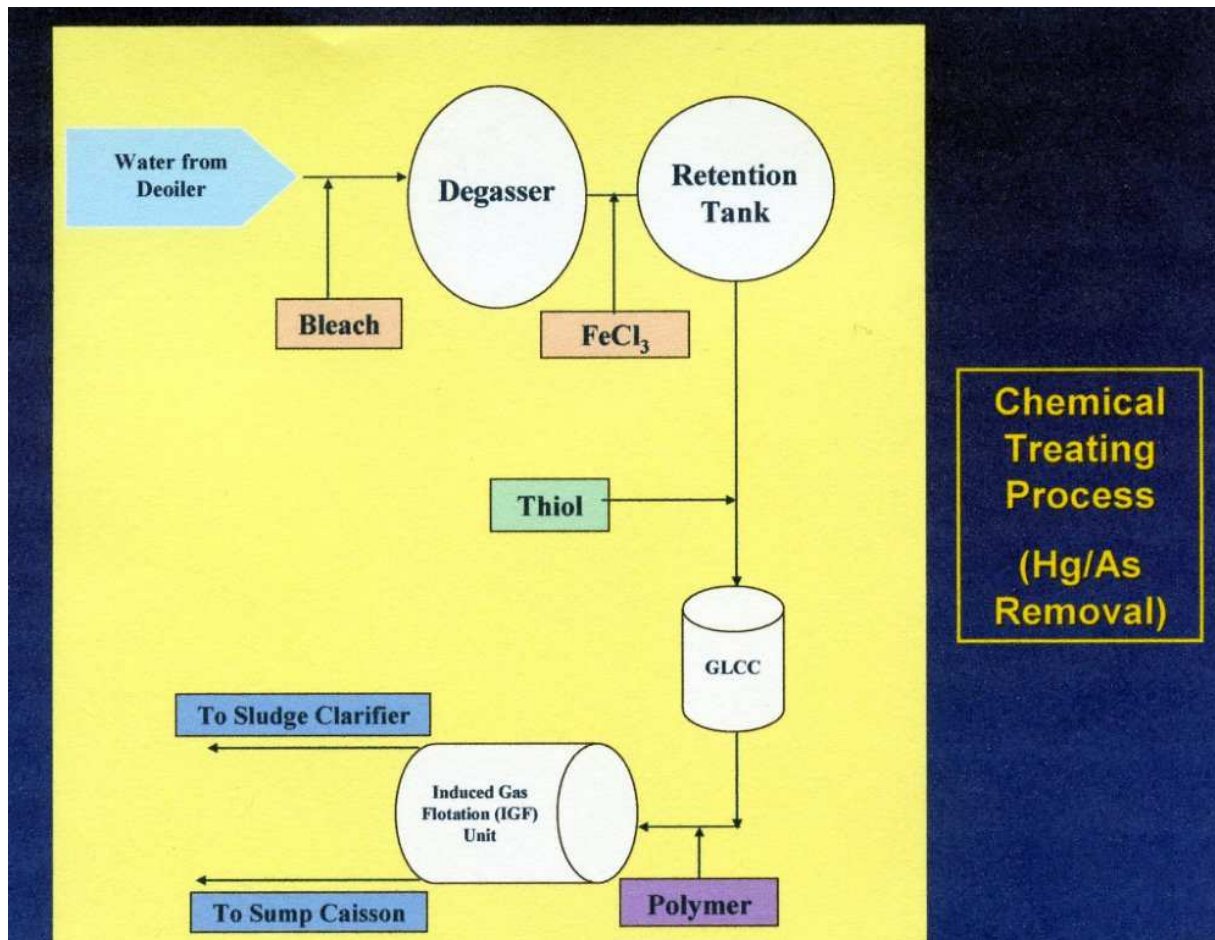 Water from
Deoiler
Degasser
Retention
Tank
Bleach
FeCl₃
Thiol
GLCC
To Sludge Clarifier
Induced Gas
Flotation (IGF)
Unit
To Sump Caisson
Polymer
Chemical
Treating
Process
(Hg/As
Removal)